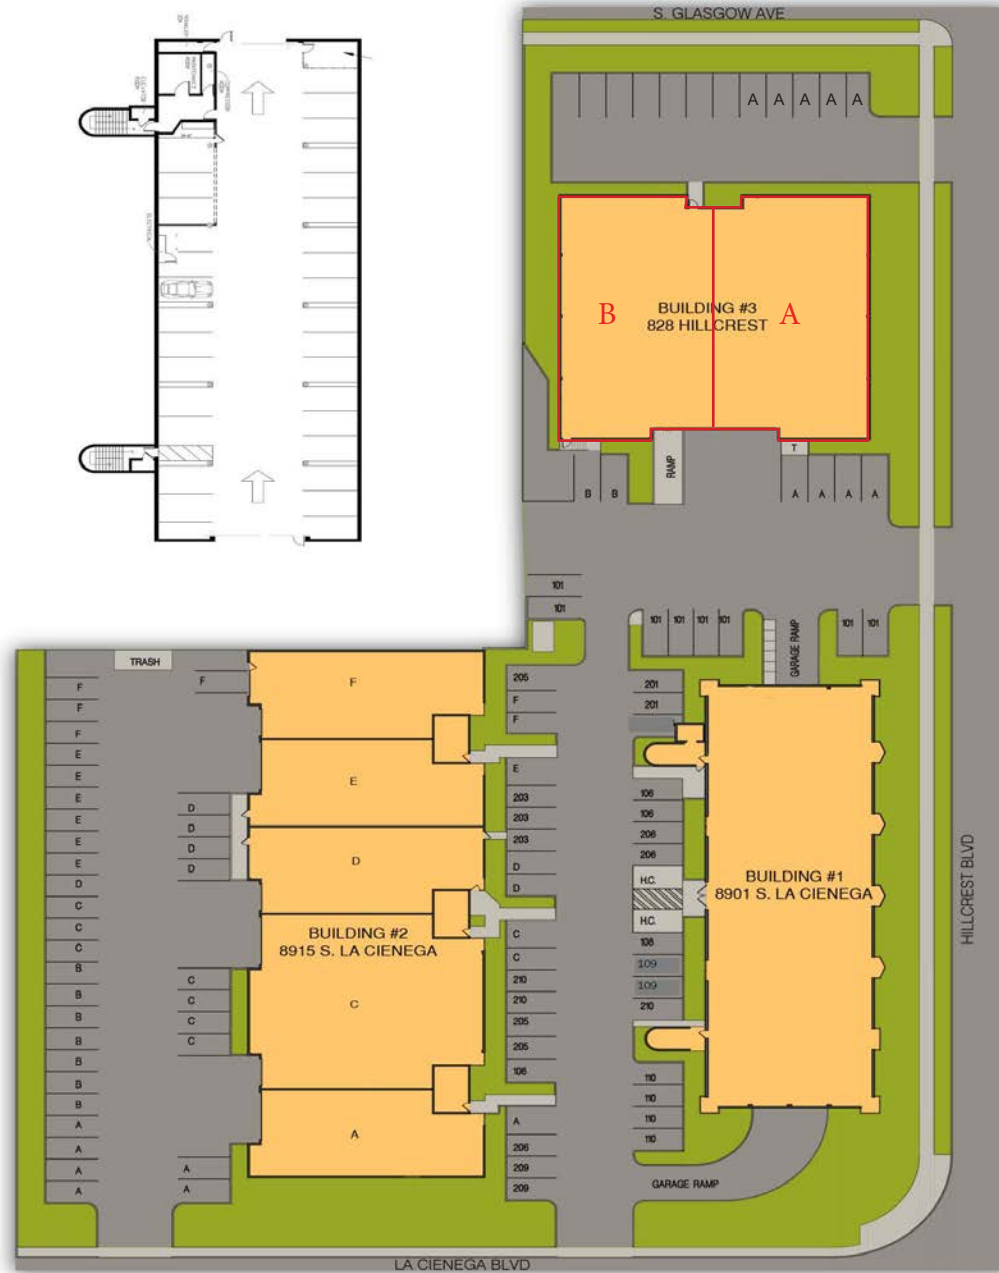 S. GLASGOW AVE
A A A A A
ELEVATOR
ELECTRICAL
BUILDING #3
828 HILLCREST
B
A
RAMP
T
B B
A A A A
101
101
101 101 101 101
GARAGE RAMP
101 101
TRASH
F
F
F
F
E
E
E
E
E
E
D
C
C
C
B
B
B
B
B
B
B
A
A
A
A
D
D
D
D
C
C
C
C
A
A
F
E
D
BUILDING #2
8915 S. LA CIENEGA
C
A
205
F
F
E
203
203
203
D
D
C
C
210
210
205
205
106
A
206
209
209
201
201
106
106
206
206
H.C.
H.C.
108
109
109
210
110
110
110
110
BUILDING #1
8901 S. LA CIENEGA
GARAGE RAMP
HILLCREST BLVD
LA CIENEGA BLVD